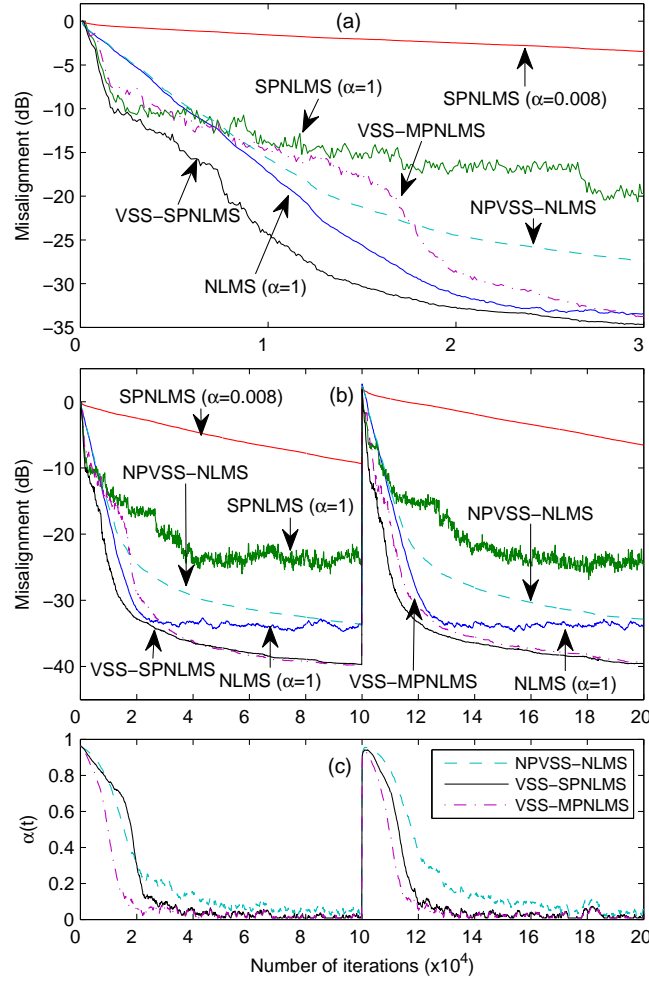 (a)
0
−5
−10
−15
−20
−25
−30
−35
Misalignment (dB)
SPNLMS (α=1)
SPNLMS (α=0.008)
VSS−MPNLMS
VSS−SPNLMS
NPVSS−NLMS
NLMS (α=1)
0 1 2 3
(b)
0
−10
−20
−30
−40
Misalignment (dB)
SPNLMS (α=0.008)
NPVSS−NLMS
SPNLMS (α=1)
NPVSS−NLMS
VSS−SPNLMS
NLMS (α=1)
VSS−MPNLMS
NLMS (α=1)
0 2 4 6 8 10 12 14 16 18 20
(c)
1
0.8
0.6
0.4
0.2
0
α(t)
NPVSS−NLMS
VSS−SPNLMS
VSS−MPNLMS
0 2 4 6 8 10 12 14 16 18 20
Number of iterations (x10⁴)